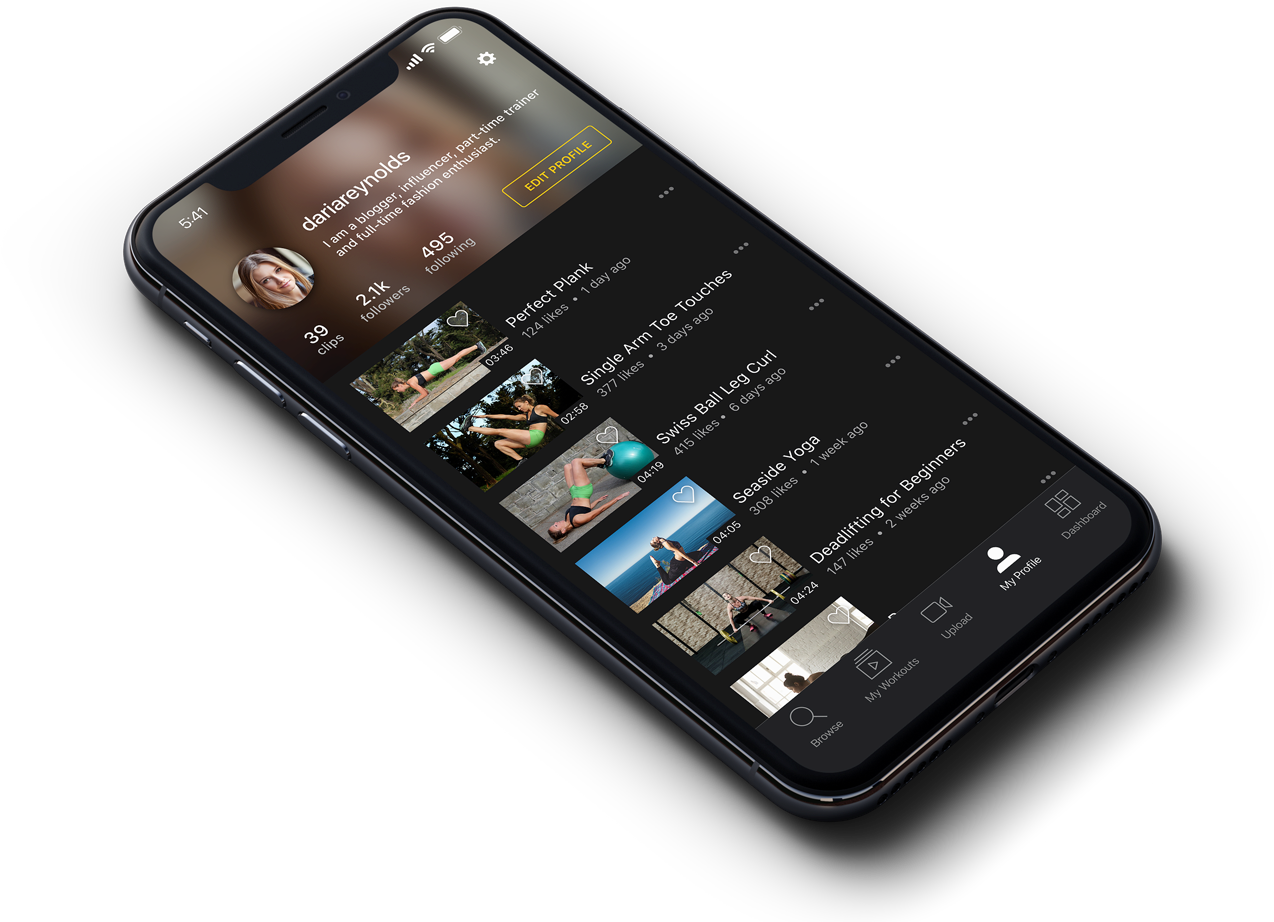 5:41
dariareynolds
I am a blogger, influencer, part-time trainer
and full-time fashion enthusiast.
39
clips
2.1k
followers
495
following
EDIT PROFILE
03:46
Perfect Plank
124 likes • 1 day ago
02:58
Single Arm Toe Touches
377 likes • 3 days ago
04:19
Swiss Ball Leg Curl
415 likes • 6 days ago
04:05
Seaside Yoga
308 likes • 1 week ago
04:24
Deadlifting for Beginners
147 likes • 2 weeks ago
Browse
My Workouts
Upload
My Profile
Dashboard